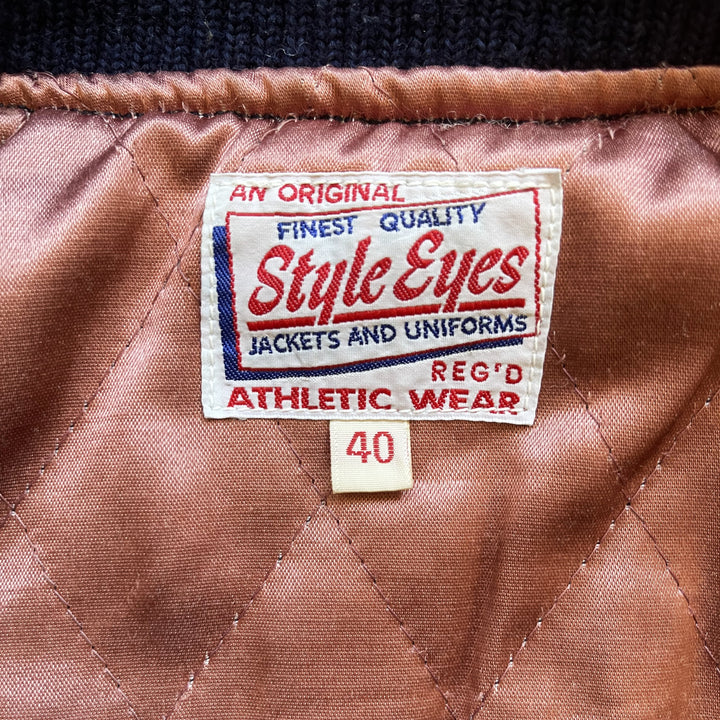 AN ORIGINAL
FINEST QUALITY
Style Eyes
JACKETS AND UNIFORMS
REG'D
ATHLETIC WEAR
40